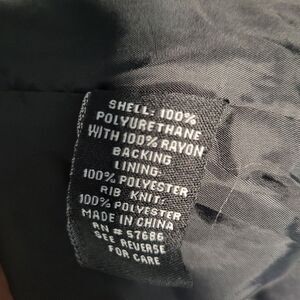 SHELL: 100%
POLYURETHANE
WITH 100% RAYON
BACKING
LINING:
100% POLYESTER
RIB KNIT:
100% POLYESTER
MADE IN CHINA
RN # 57686
SEE REVERSE
FOR CARE